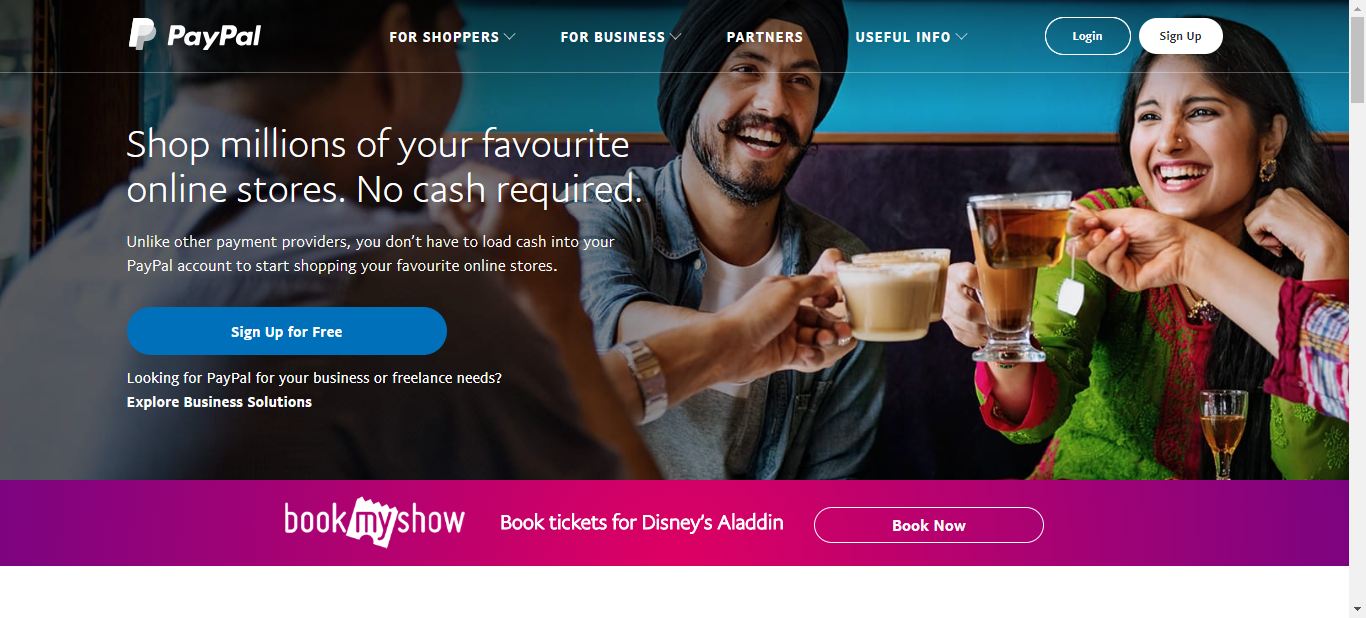 PayPal
FOR SHOPPERS
FOR BUSINESS
PARTNERS
USEFUL INFO
Login
Sign Up
Shop millions of your favourite
online stores. No cash required.
Unlike other payment providers, you don’t have to load cash into your
PayPal account to start shopping your favourite online stores.
Sign Up for Free
Looking for PayPal for your business or freelance needs?
Explore Business Solutions
bookmyshow
Book tickets for Disney’s Aladdin
Book Now